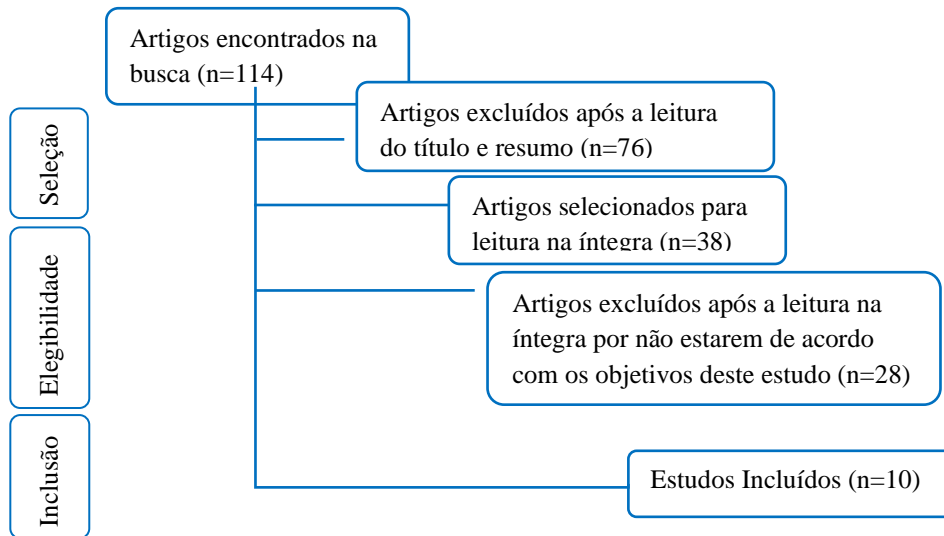 Artigos encontrados na
busca (n=114)
Seleção
Artigos excluídos após a leitura
do título e resumo (n=76)
Artigos selecionados para
leitura na íntegra (n=38)
Elegibilidade
Artigos excluídos após a leitura na
íntegra por não estarem de acordo
com os objetivos deste estudo (n=28)
Inclusão
Estudos Incluídos (n=10)